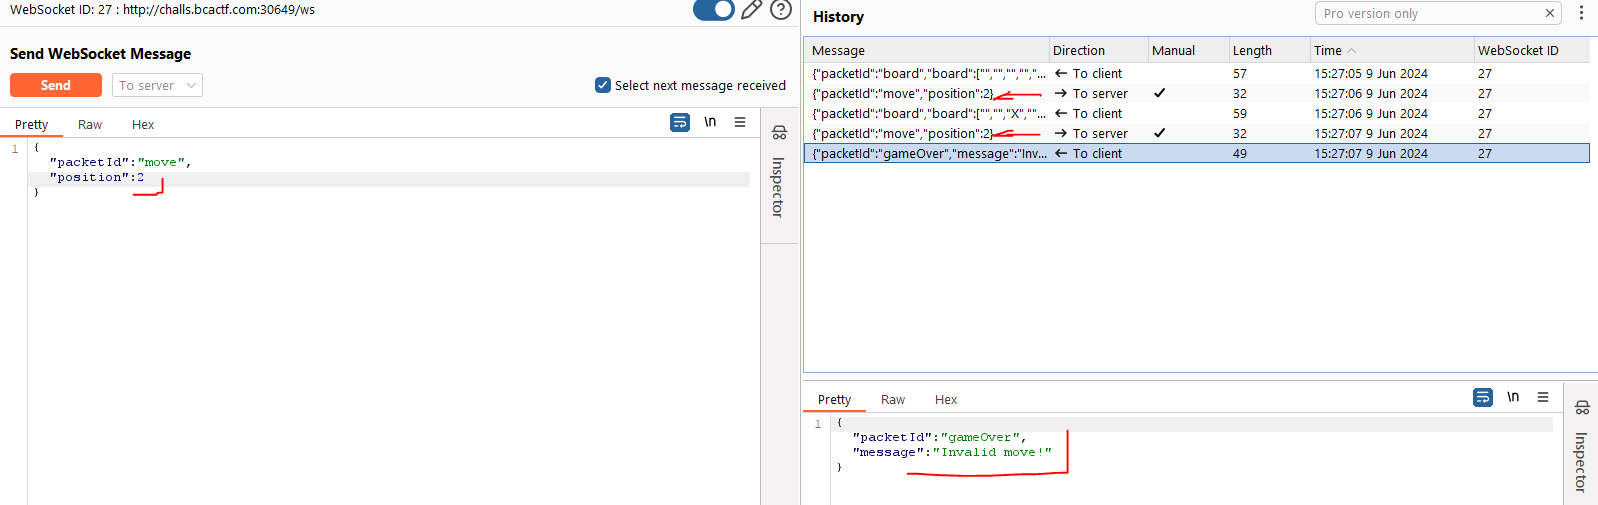 WebSocket ID: 27 : http://challs.bcactf.com:30649/ws
Send WebSocket Message
Send
To server
Select next message received
Pretty Raw Hex
\n
1 {
"packetId":"move",
"position":2
}
Inspector
History
Pro version only
Message Direction Manual Length Time WebSocket ID
{"packetId":"board","board":["","","","","... ← To client 57 15:27:05 9 Jun 2024 27
{"packetId":"move","position":2} → To server ✓ 32 15:27:06 9 Jun 2024 27
{"packetId":"board","board":["","","X","",""... ← To client 59 15:27:06 9 Jun 2024 27
{"packetId":"move","position":2} → To server ✓ 32 15:27:07 9 Jun 2024 27
{"packetId":"gameOver","message":"Inv... ← To client 49 15:27:07 9 Jun 2024 27
Pretty Raw Hex
\n
1 {
"packetId":"gameOver",
"message":"Invalid move!"
}
Inspector